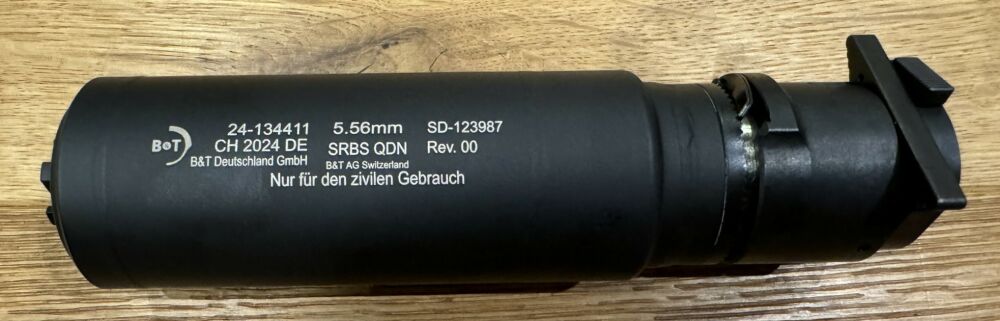 B&T
24-134411 5.56mm SD-123987
CH 2024 DE SRBS QDN Rev. 00
B&T Deutschland GmbH B&T AG Switzerland
Nur für den zivilen Gebrauch